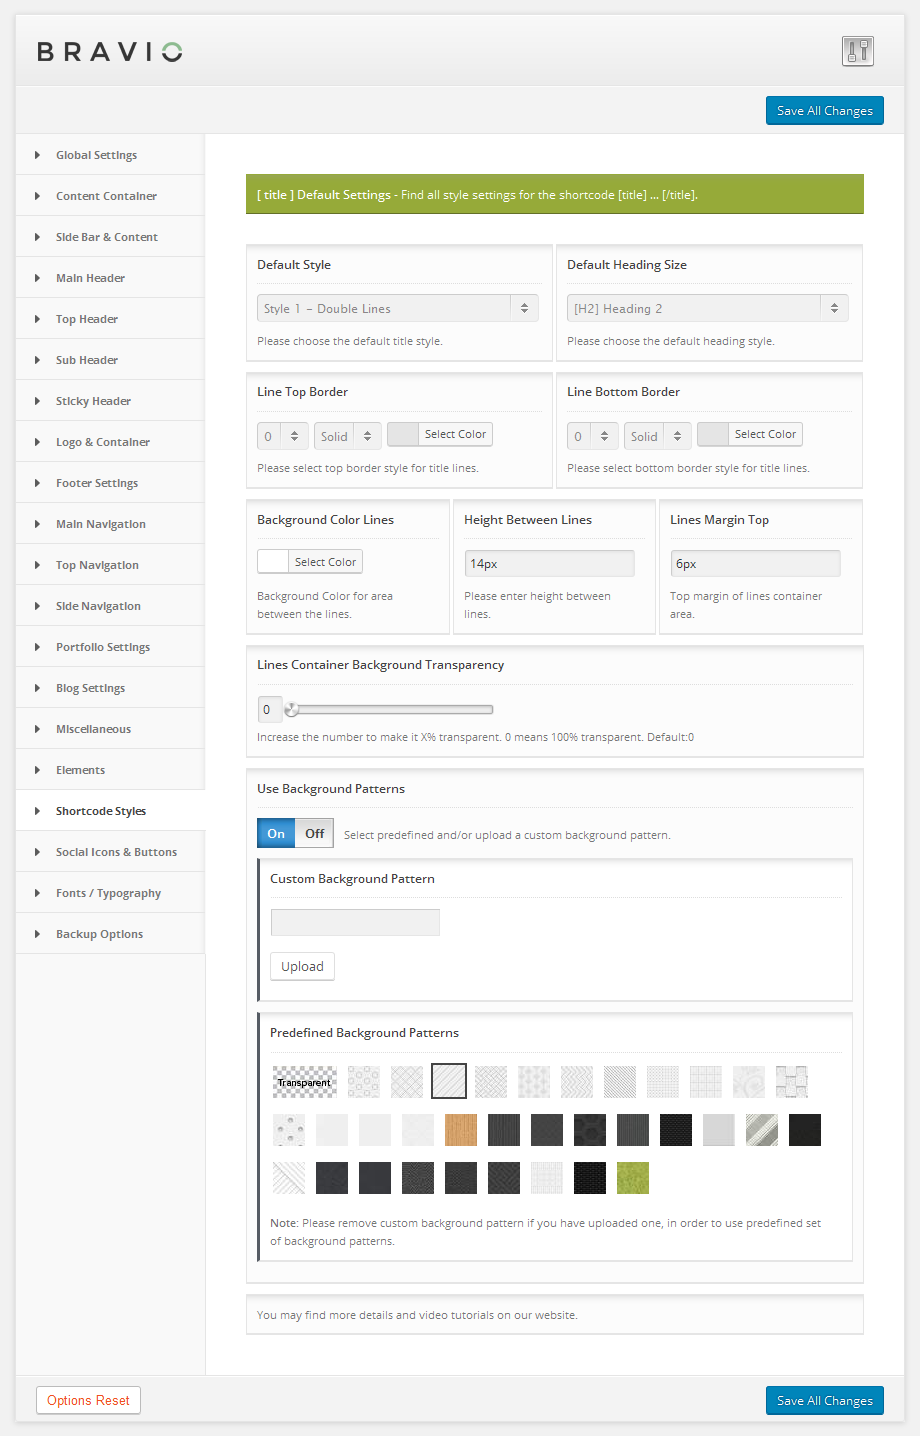 BRAVIO
Save All Changes
Global Settings
Content Container
Side Bar & Content
Main Header
Top Header
Sub Header
Sticky Header
Logo & Container
Footer Settings
Main Navigation
Top Navigation
Side Navigation
Portfolio Settings
Blog Settings
Miscellaneous
Elements
Shortcode Styles
Social Icons & Buttons
Fonts / Typography
Backup Options
[ title ] Default Settings - Find all style settings for the shortcode [title] ... [/title].
Default Style
Style 1 – Double Lines
Please choose the default title style.
Default Heading Size
[H2] Heading 2
Please choose the default heading style.
Line Top Border
0 Solid Select Color
Please select top border style for title lines.
Line Bottom Border
0 Solid Select Color
Please select bottom border style for title lines.
Background Color Lines
Select Color
Background Color for area
between the lines.
Height Between Lines
14px
Please enter height between
lines.
Lines Margin Top
6px
Top margin of lines container
area.
Lines Container Background Transparency
0
Increase the number to make it X% transparent. 0 means 100% transparent. Default:0
Use Background Patterns
On Off Select predefined and/or upload a custom background pattern.
Custom Background Pattern
Upload
Predefined Background Patterns
Transparent
Note: Please remove custom background pattern if you have uploaded one, in order to use predefined set
of background patterns.
You may find more details and video tutorials on our website.
Options Reset
Save All Changes